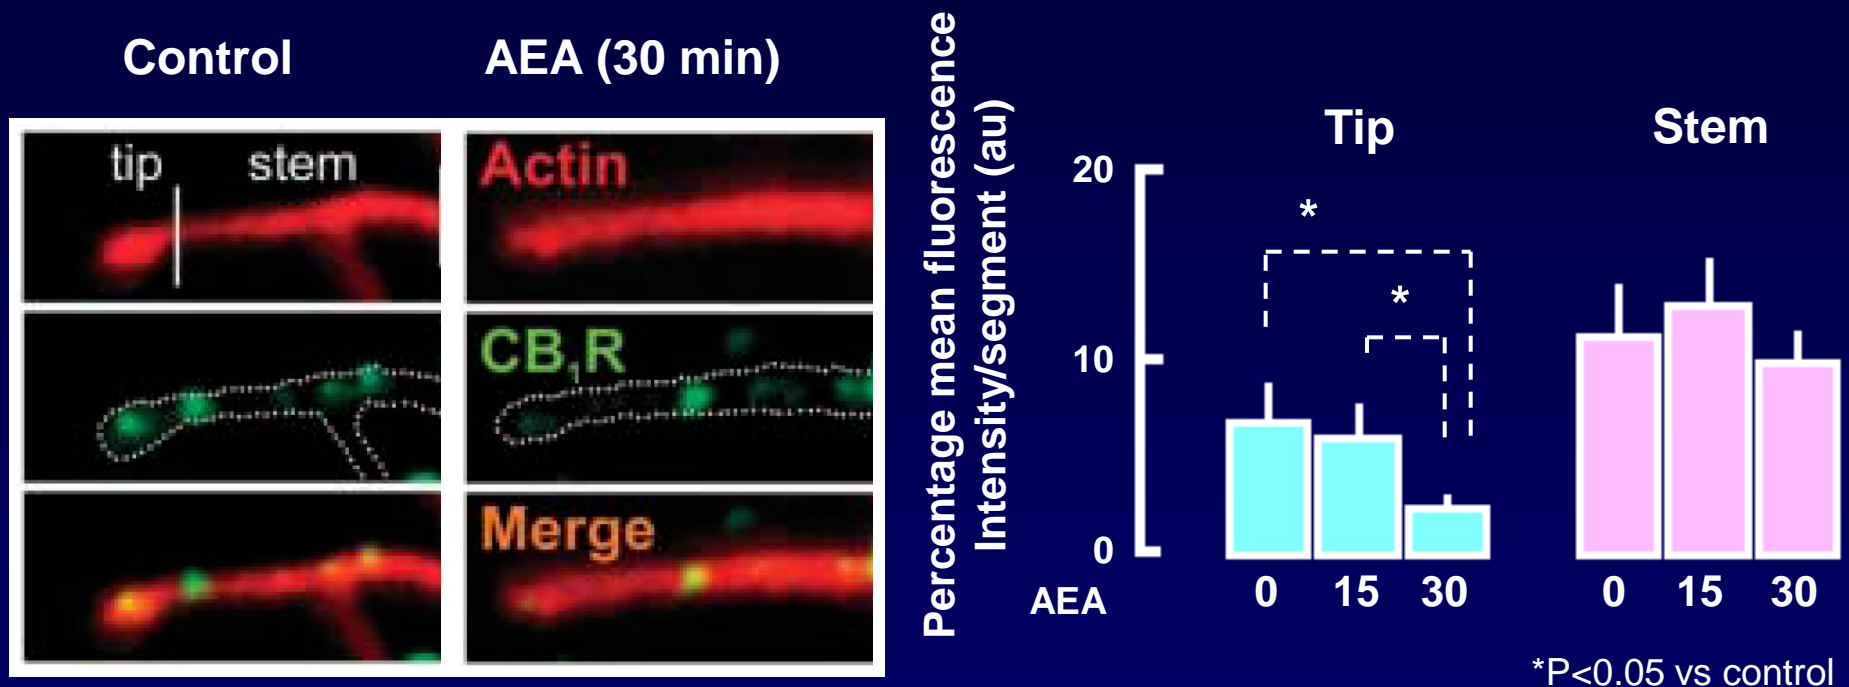 Control
AEA (30 min)
tip
stem
Actin
CB₁R
Merge
Percentage mean fluorescence
Intensity/segment (au)
Tip
Stem
20
10
0
*
*
AEA
0 15 30
0 15 30
*P<0.05 vs control